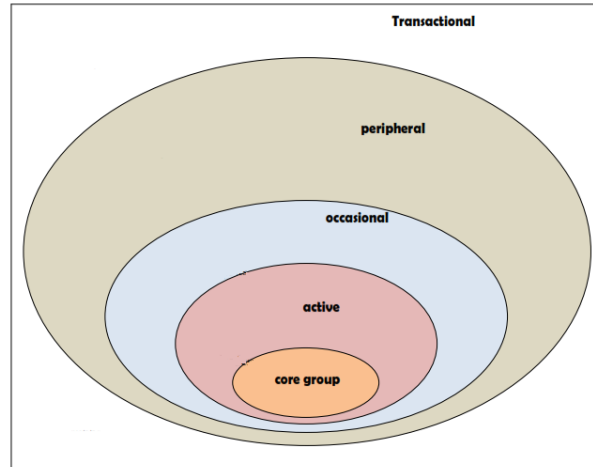 Transactional
peripheral
occasional
active
core group